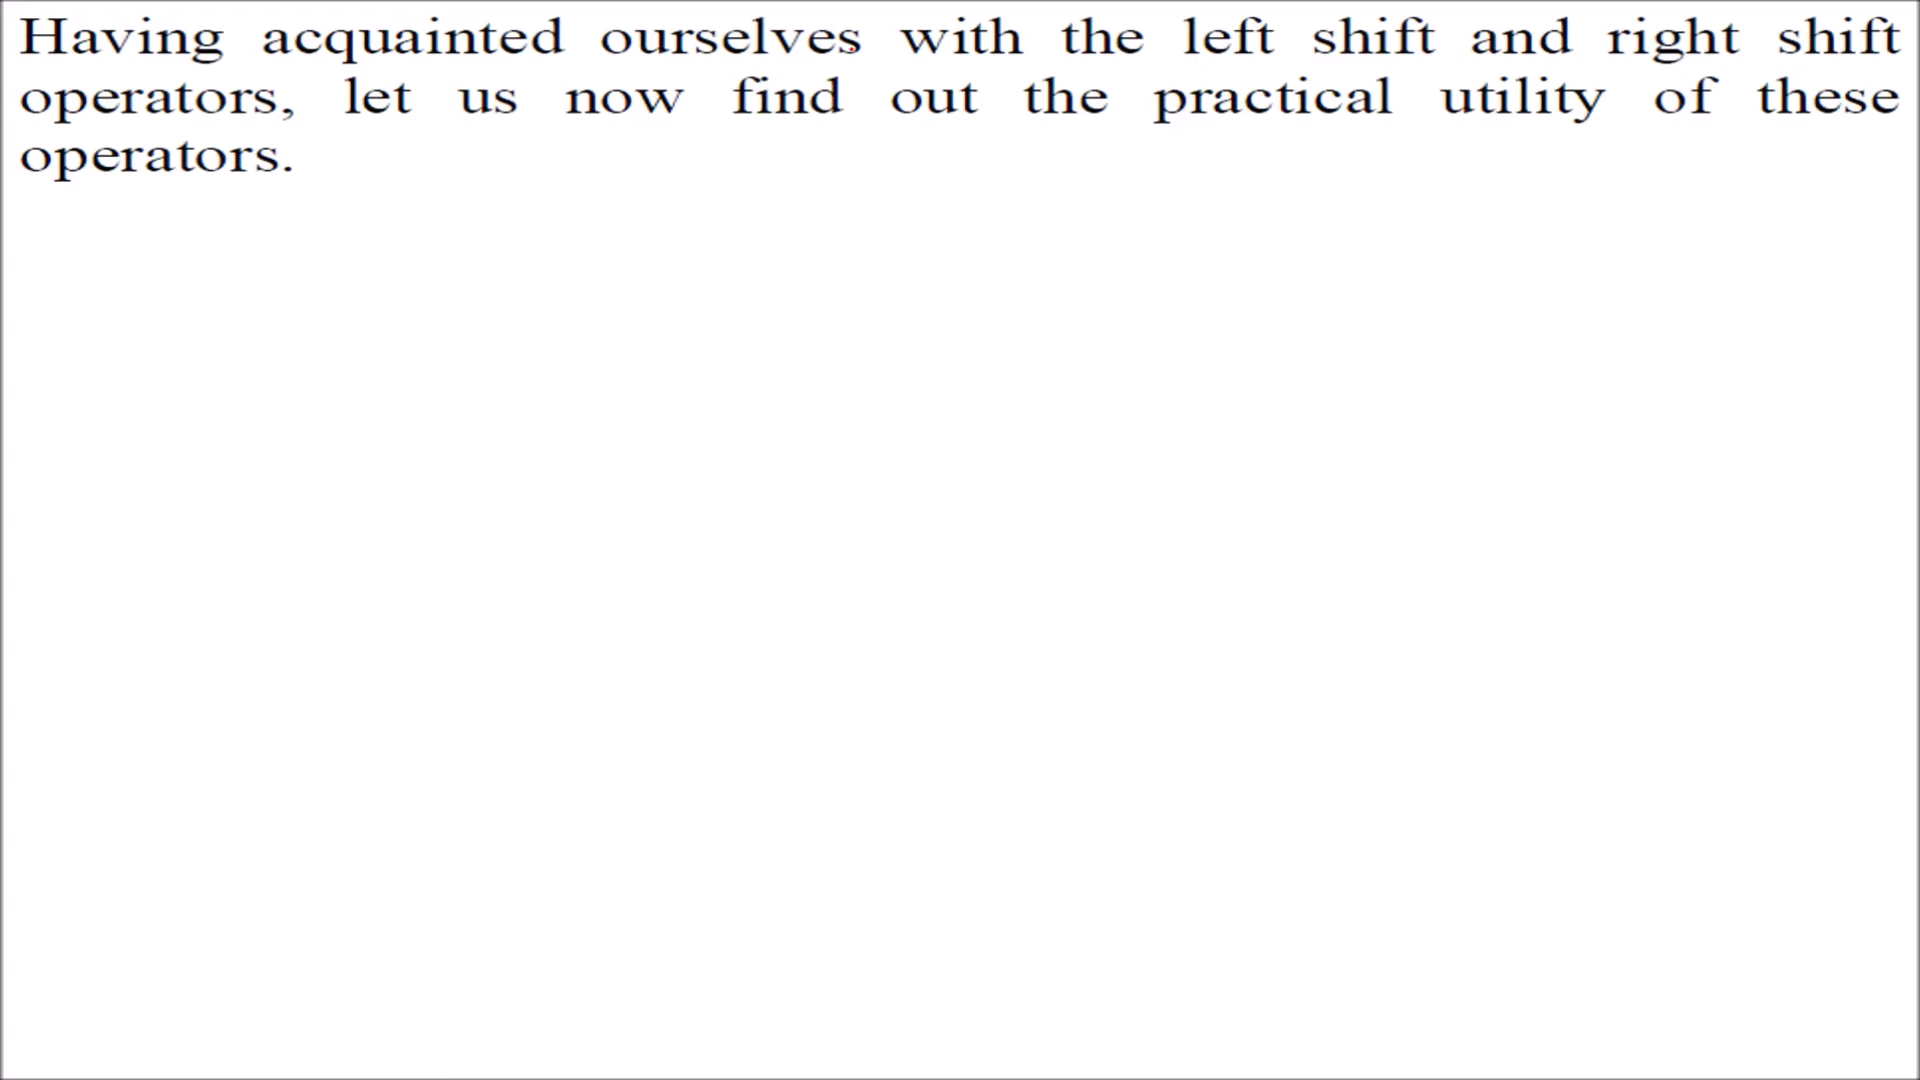 Having acquainted ourselves with the left shift and right shift
operators, let us now find out the practical utility of these
operators.